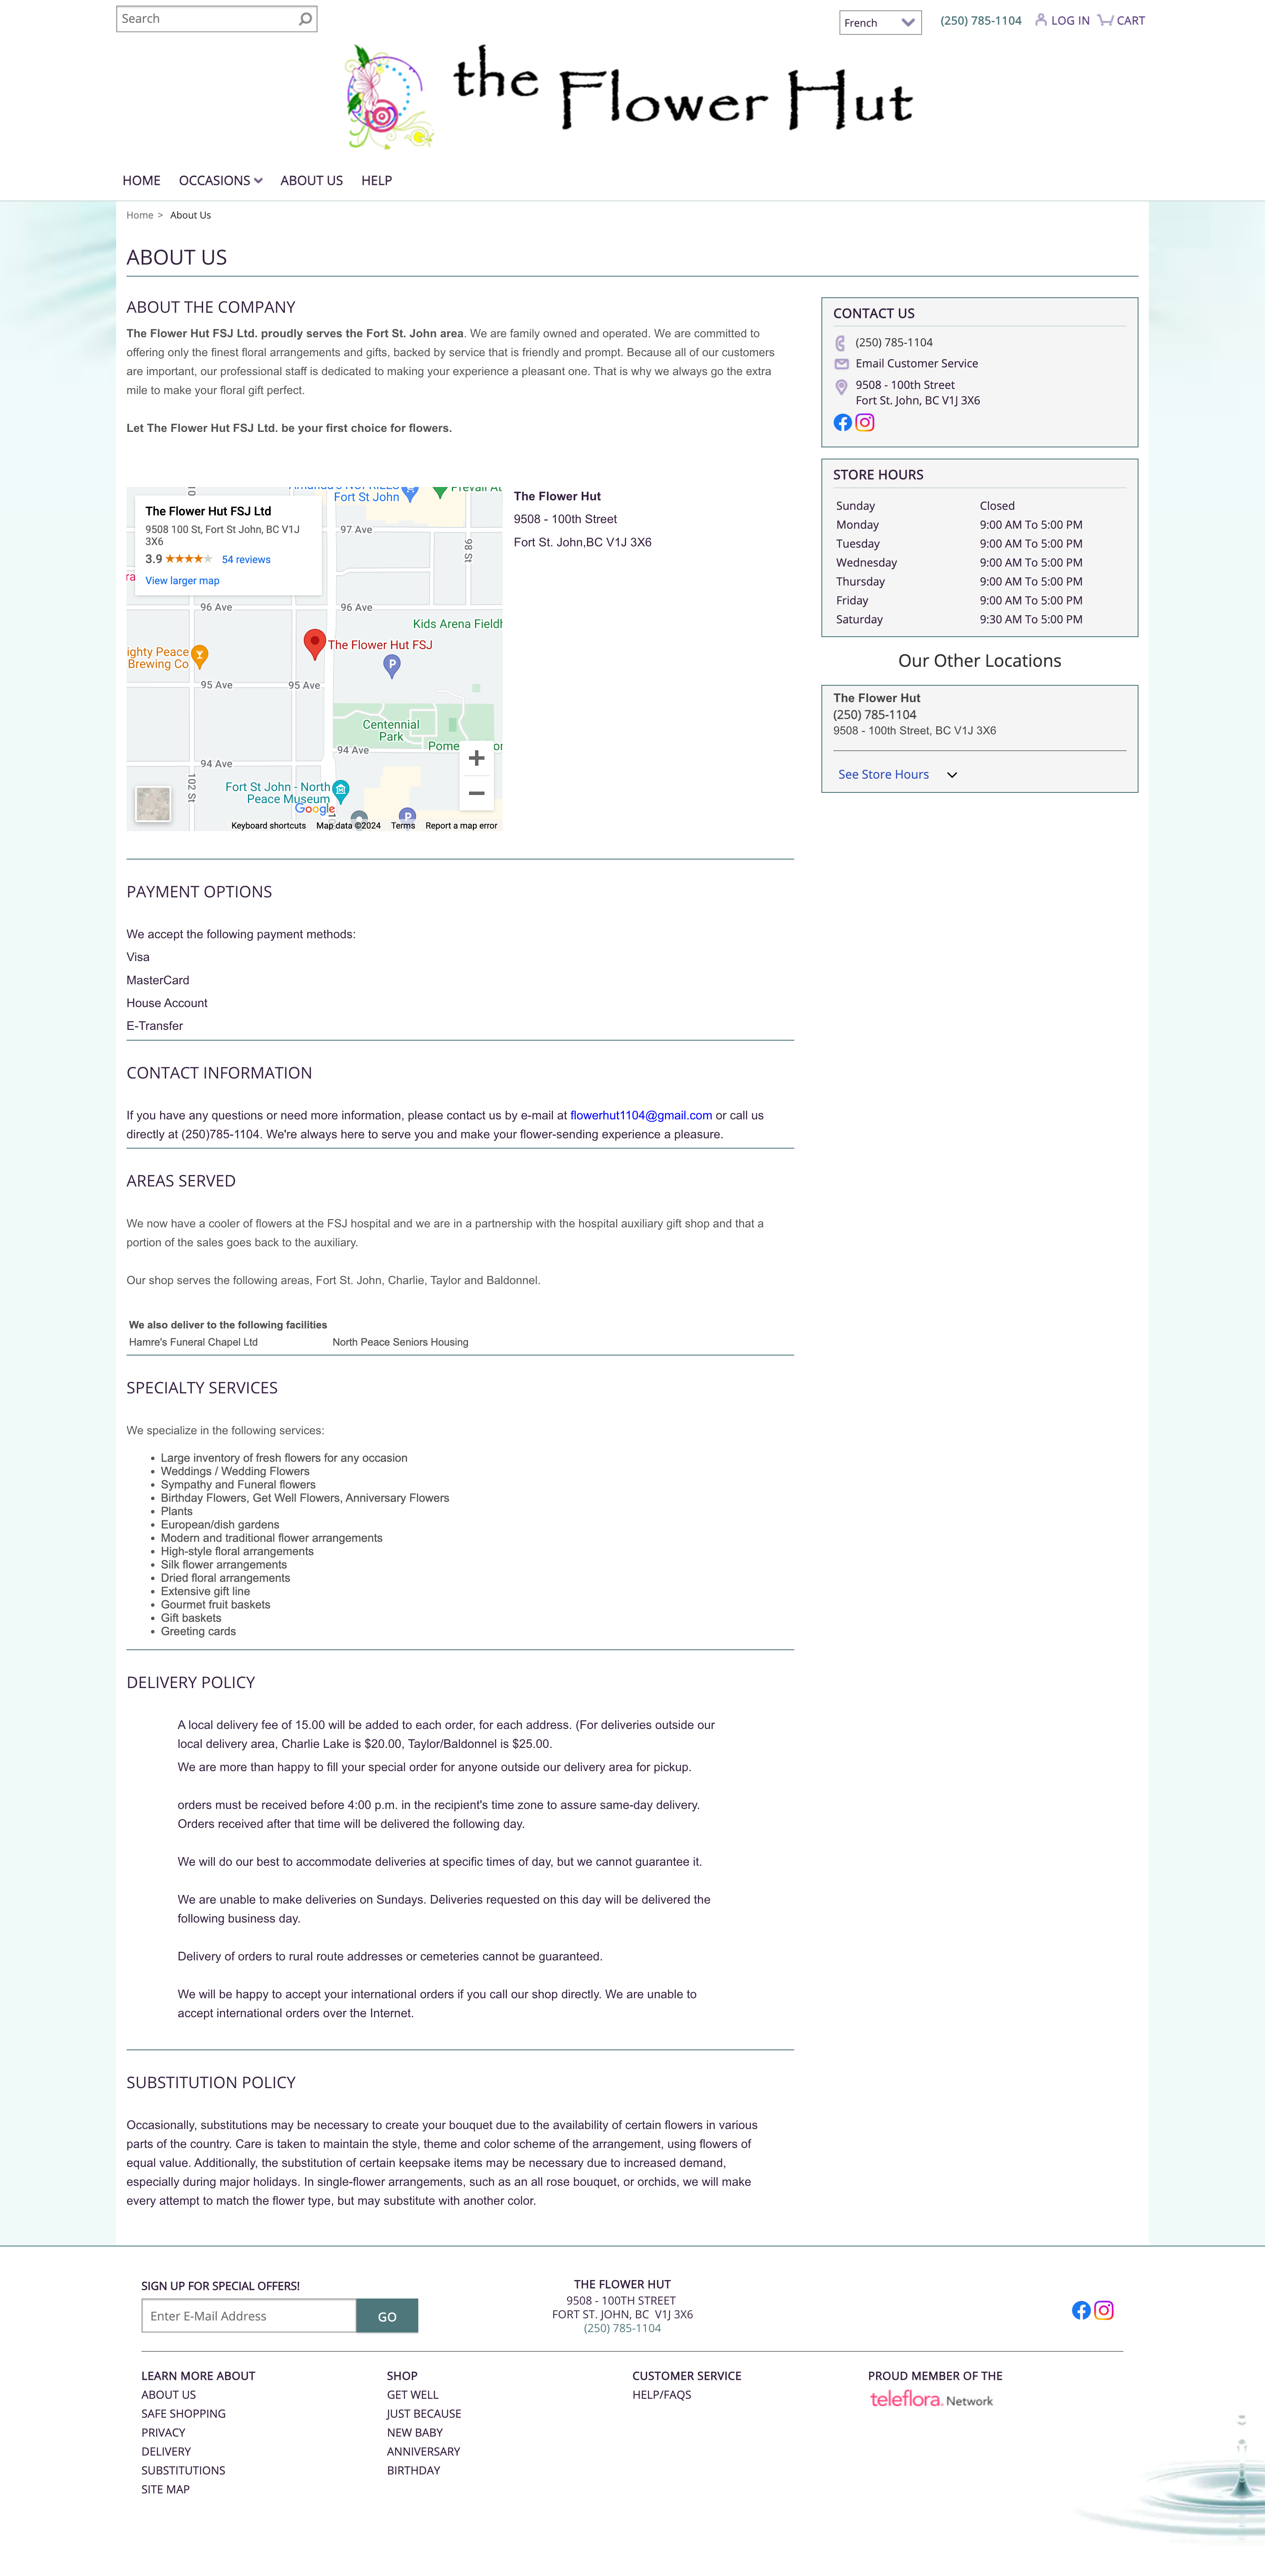 Search
French
(250) 785-1104
LOG IN
CART
the Flower Hut
HOME
OCCASIONS
ABOUT US
HELP
Home > About Us
ABOUT US
ABOUT THE COMPANY
The Flower Hut FSJ Ltd. proudly serves the Fort St. John area. We are family owned and operated. We are committed to
offering only the finest floral arrangements and gifts, backed by service that is friendly and prompt. Because all of our customers
are important, our professional staff is dedicated to making your experience a pleasant one. That is why we always go the extra
mile to make your floral gift perfect.
Let The Flower Hut FSJ Ltd. be your first choice for flowers.
The Flower Hut FSJ Ltd
9508 100 St, Fort St John, BC V1J
3X6
3.9
54 reviews
View larger map
Fort St John
97 Ave
98 St
96 Ave
96 Ave
Kids Arena Fieldh
The Flower Hut FSJ
ighty Peace
Brewing Co
P
95 Ave
95 Ave
Centennial
Park
94 Ave
94 Ave
102 St
Fort St John - North
Peace Museum
Google
P
Keyboard shortcuts
Map data ©2024
Terms
Report a map error
The Flower Hut
9508 - 100th Street
Fort St. John,BC V1J 3X6
PAYMENT OPTIONS
We accept the following payment methods:
Visa
MasterCard
House Account
E-Transfer
CONTACT INFORMATION
If you have any questions or need more information, please contact us by e-mail at flowerhut1104@gmail.com or call us
directly at (250)785-1104. We're always here to serve you and make your flower-sending experience a pleasure.
AREAS SERVED
We now have a cooler of flowers at the FSJ hospital and we are in a partnership with the hospital auxiliary gift shop and that a
portion of the sales goes back to the auxiliary.
Our shop serves the following areas, Fort St. John, Charlie, Taylor and Baldonnel.
We also deliver to the following facilities
Hamre's Funeral Chapel Ltd
North Peace Seniors Housing
SPECIALTY SERVICES
We specialize in the following services:
• Large inventory of fresh flowers for any occasion
• Weddings / Wedding Flowers
• Sympathy and Funeral flowers
• Birthday Flowers, Get Well Flowers, Anniversary Flowers
• Plants
• European/dish gardens
• Modern and traditional flower arrangements
• High-style floral arrangements
• Silk flower arrangements
• Dried floral arrangements
• Extensive gift line
• Gourmet fruit baskets
• Gift baskets
• Greeting cards
DELIVERY POLICY
A local delivery fee of 15.00 will be added to each order, for each address. (For deliveries outside our
local delivery area, Charlie Lake is $20.00, Taylor/Baldonnel is $25.00.
We are more than happy to fill your special order for anyone outside our delivery area for pickup.
orders must be received before 4:00 p.m. in the recipient's time zone to assure same-day delivery.
Orders received after that time will be delivered the following day.
We will do our best to accommodate deliveries at specific times of day, but we cannot guarantee it.
We are unable to make deliveries on Sundays. Deliveries requested on this day will be delivered the
following business day.
Delivery of orders to rural route addresses or cemeteries cannot be guaranteed.
We will be happy to accept your international orders if you call our shop directly. We are unable to
accept international orders over the Internet.
SUBSTITUTION POLICY
Occasionally, substitutions may be necessary to create your bouquet due to the availability of certain flowers in various
parts of the country. Care is taken to maintain the style, theme and color scheme of the arrangement, using flowers of
equal value. Additionally, the substitution of certain keepsake items may be necessary due to increased demand,
especially during major holidays. In single-flower arrangements, such as an all rose bouquet, or orchids, we will make
every attempt to match the flower type, but may substitute with another color.
CONTACT US
(250) 785-1104
Email Customer Service
9508 - 100th Street
Fort St. John, BC V1J 3X6
STORE HOURS
Sunday Closed
Monday 9:00 AM To 5:00 PM
Tuesday 9:00 AM To 5:00 PM
Wednesday 9:00 AM To 5:00 PM
Thursday 9:00 AM To 5:00 PM
Friday 9:00 AM To 5:00 PM
Saturday 9:30 AM To 5:00 PM
Our Other Locations
The Flower Hut
(250) 785-1104
9508 - 100th Street, BC V1J 3X6
See Store Hours
SIGN UP FOR SPECIAL OFFERS!
Enter E-Mail Address
GO
THE FLOWER HUT
9508 - 100TH STREET
FORT ST. JOHN, BC V1J 3X6
(250) 785-1104
LEARN MORE ABOUT
ABOUT US
SAFE SHOPPING
PRIVACY
DELIVERY
SUBSTITUTIONS
SITE MAP
SHOP
GET WELL
JUST BECAUSE
NEW BABY
ANNIVERSARY
BIRTHDAY
CUSTOMER SERVICE
HELP/FAQS
PROUD MEMBER OF THE
teleflora. Network